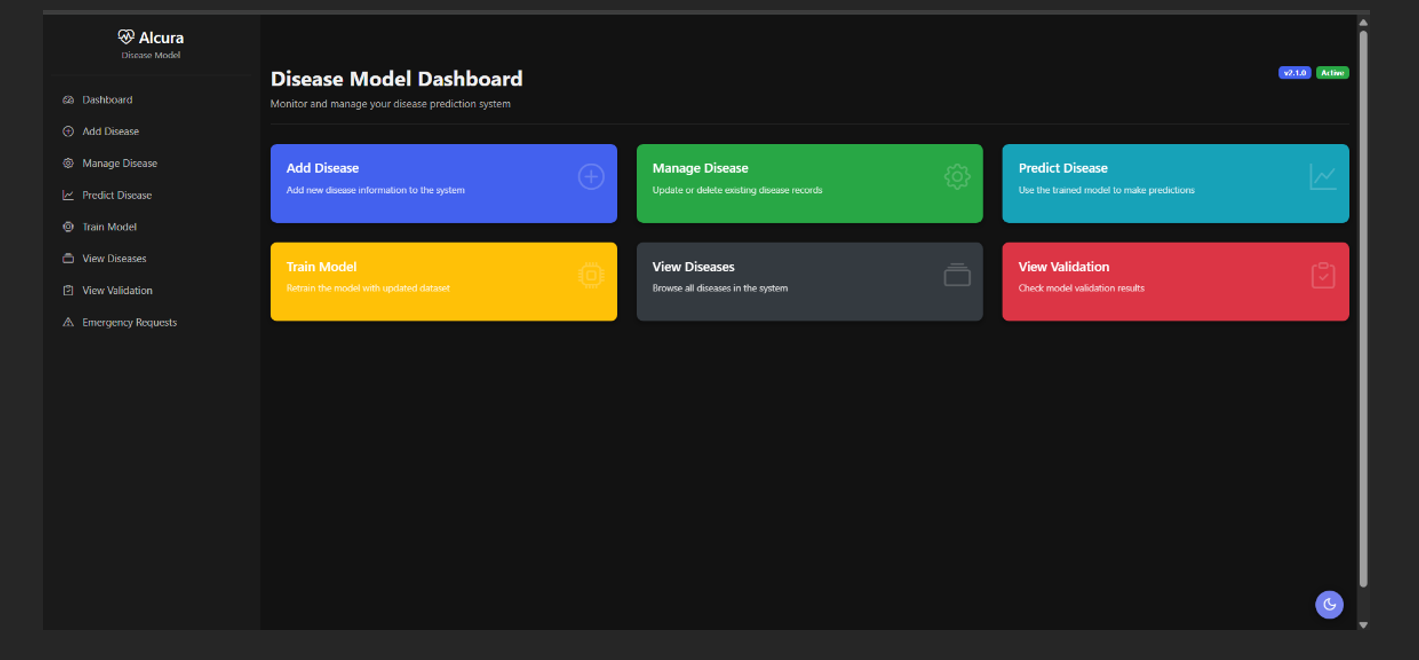 Alcura
Disease Model
Dashboard
Add Disease
Manage Disease
Predict Disease
Train Model
View Diseases
View Validation
Emergency Requests
Disease Model Dashboard
v2.1.0 Active
Monitor and manage your disease prediction system
Add Disease
Add new disease information to the system
Manage Disease
Update or delete existing disease records
Predict Disease
Use the trained model to make predictions
Train Model
Retrain the model with updated dataset
View Diseases
Browse all diseases in the system
View Validation
Check model validation results